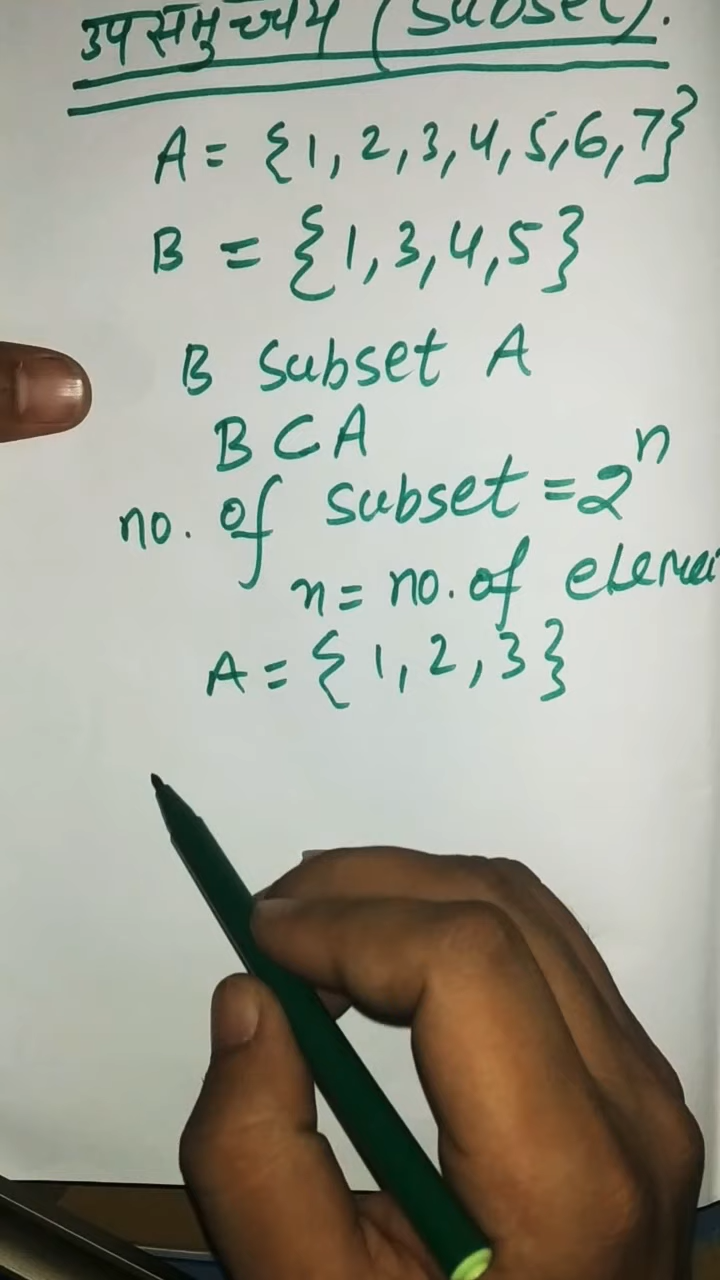 उपसमुच्चय (Subset).
A = {1, 2, 3, 4, 5, 6, 7}
B = {1, 3, 4, 5}
B Subset A
B ⊂ A
no. of Subset = 2ⁿ
n = no. of
A = {1, 2, 3}